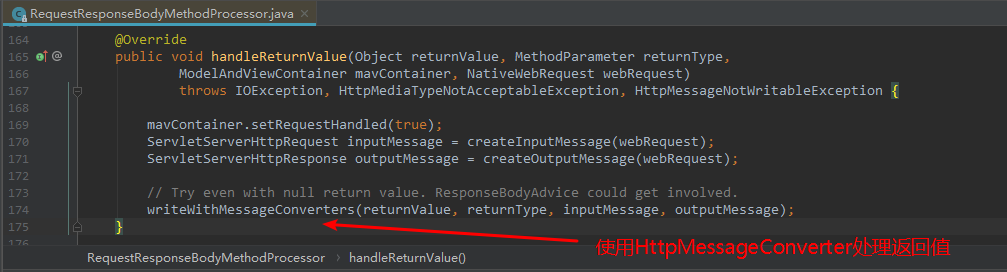 RequestResponseBodyMethodProcessor.java ×
164 @Override
165 public void handleReturnValue(Object returnValue, MethodParameter returnType,
166 ModelAndViewContainer mavContainer, NativeWebRequest webRequest)
167 throws IOException, HttpMediaTypeNotAcceptableException, HttpMessageNotWritableException {
168
169 mavContainer.setRequestHandled(true);
170 ServletServerHttpRequest inputMessage = createInputMessage(webRequest);
171 ServletServerHttpResponse outputMessage = createOutputMessage(webRequest);
172
173 // Try even with null return value. ResponseBodyAdvice could get involved.
174 writeWithMessageConverters(returnValue, returnType, inputMessage, outputMessage);
175 }
使用HttpMessageConverter处理返回值
RequestResponseBodyMethodProcessor › handleReturnValue()